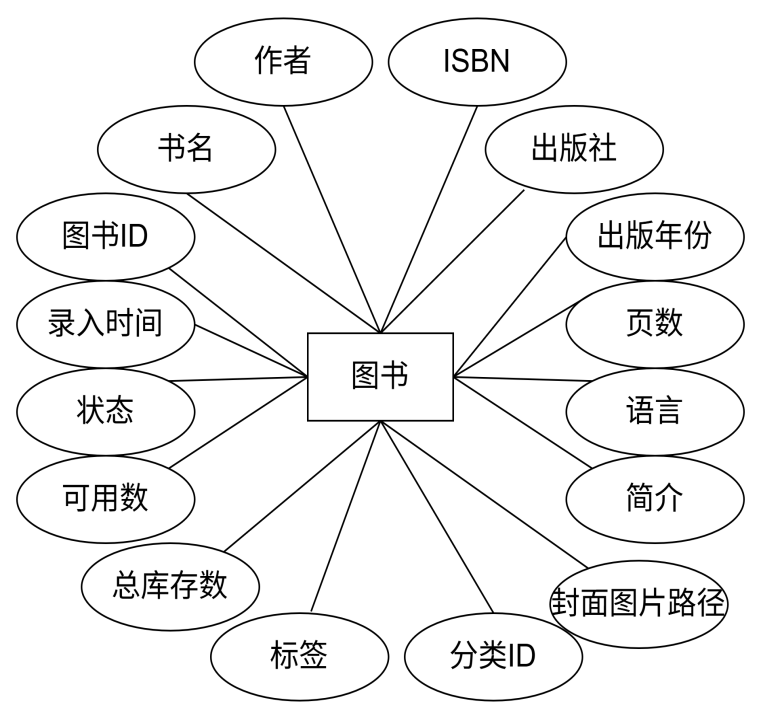 作者
ISBN
书名
出版社
图书ID
出版年份
录入时间
页数
图书
状态
语言
可用数
简介
总库存数
封面图片路径
标签
分类ID